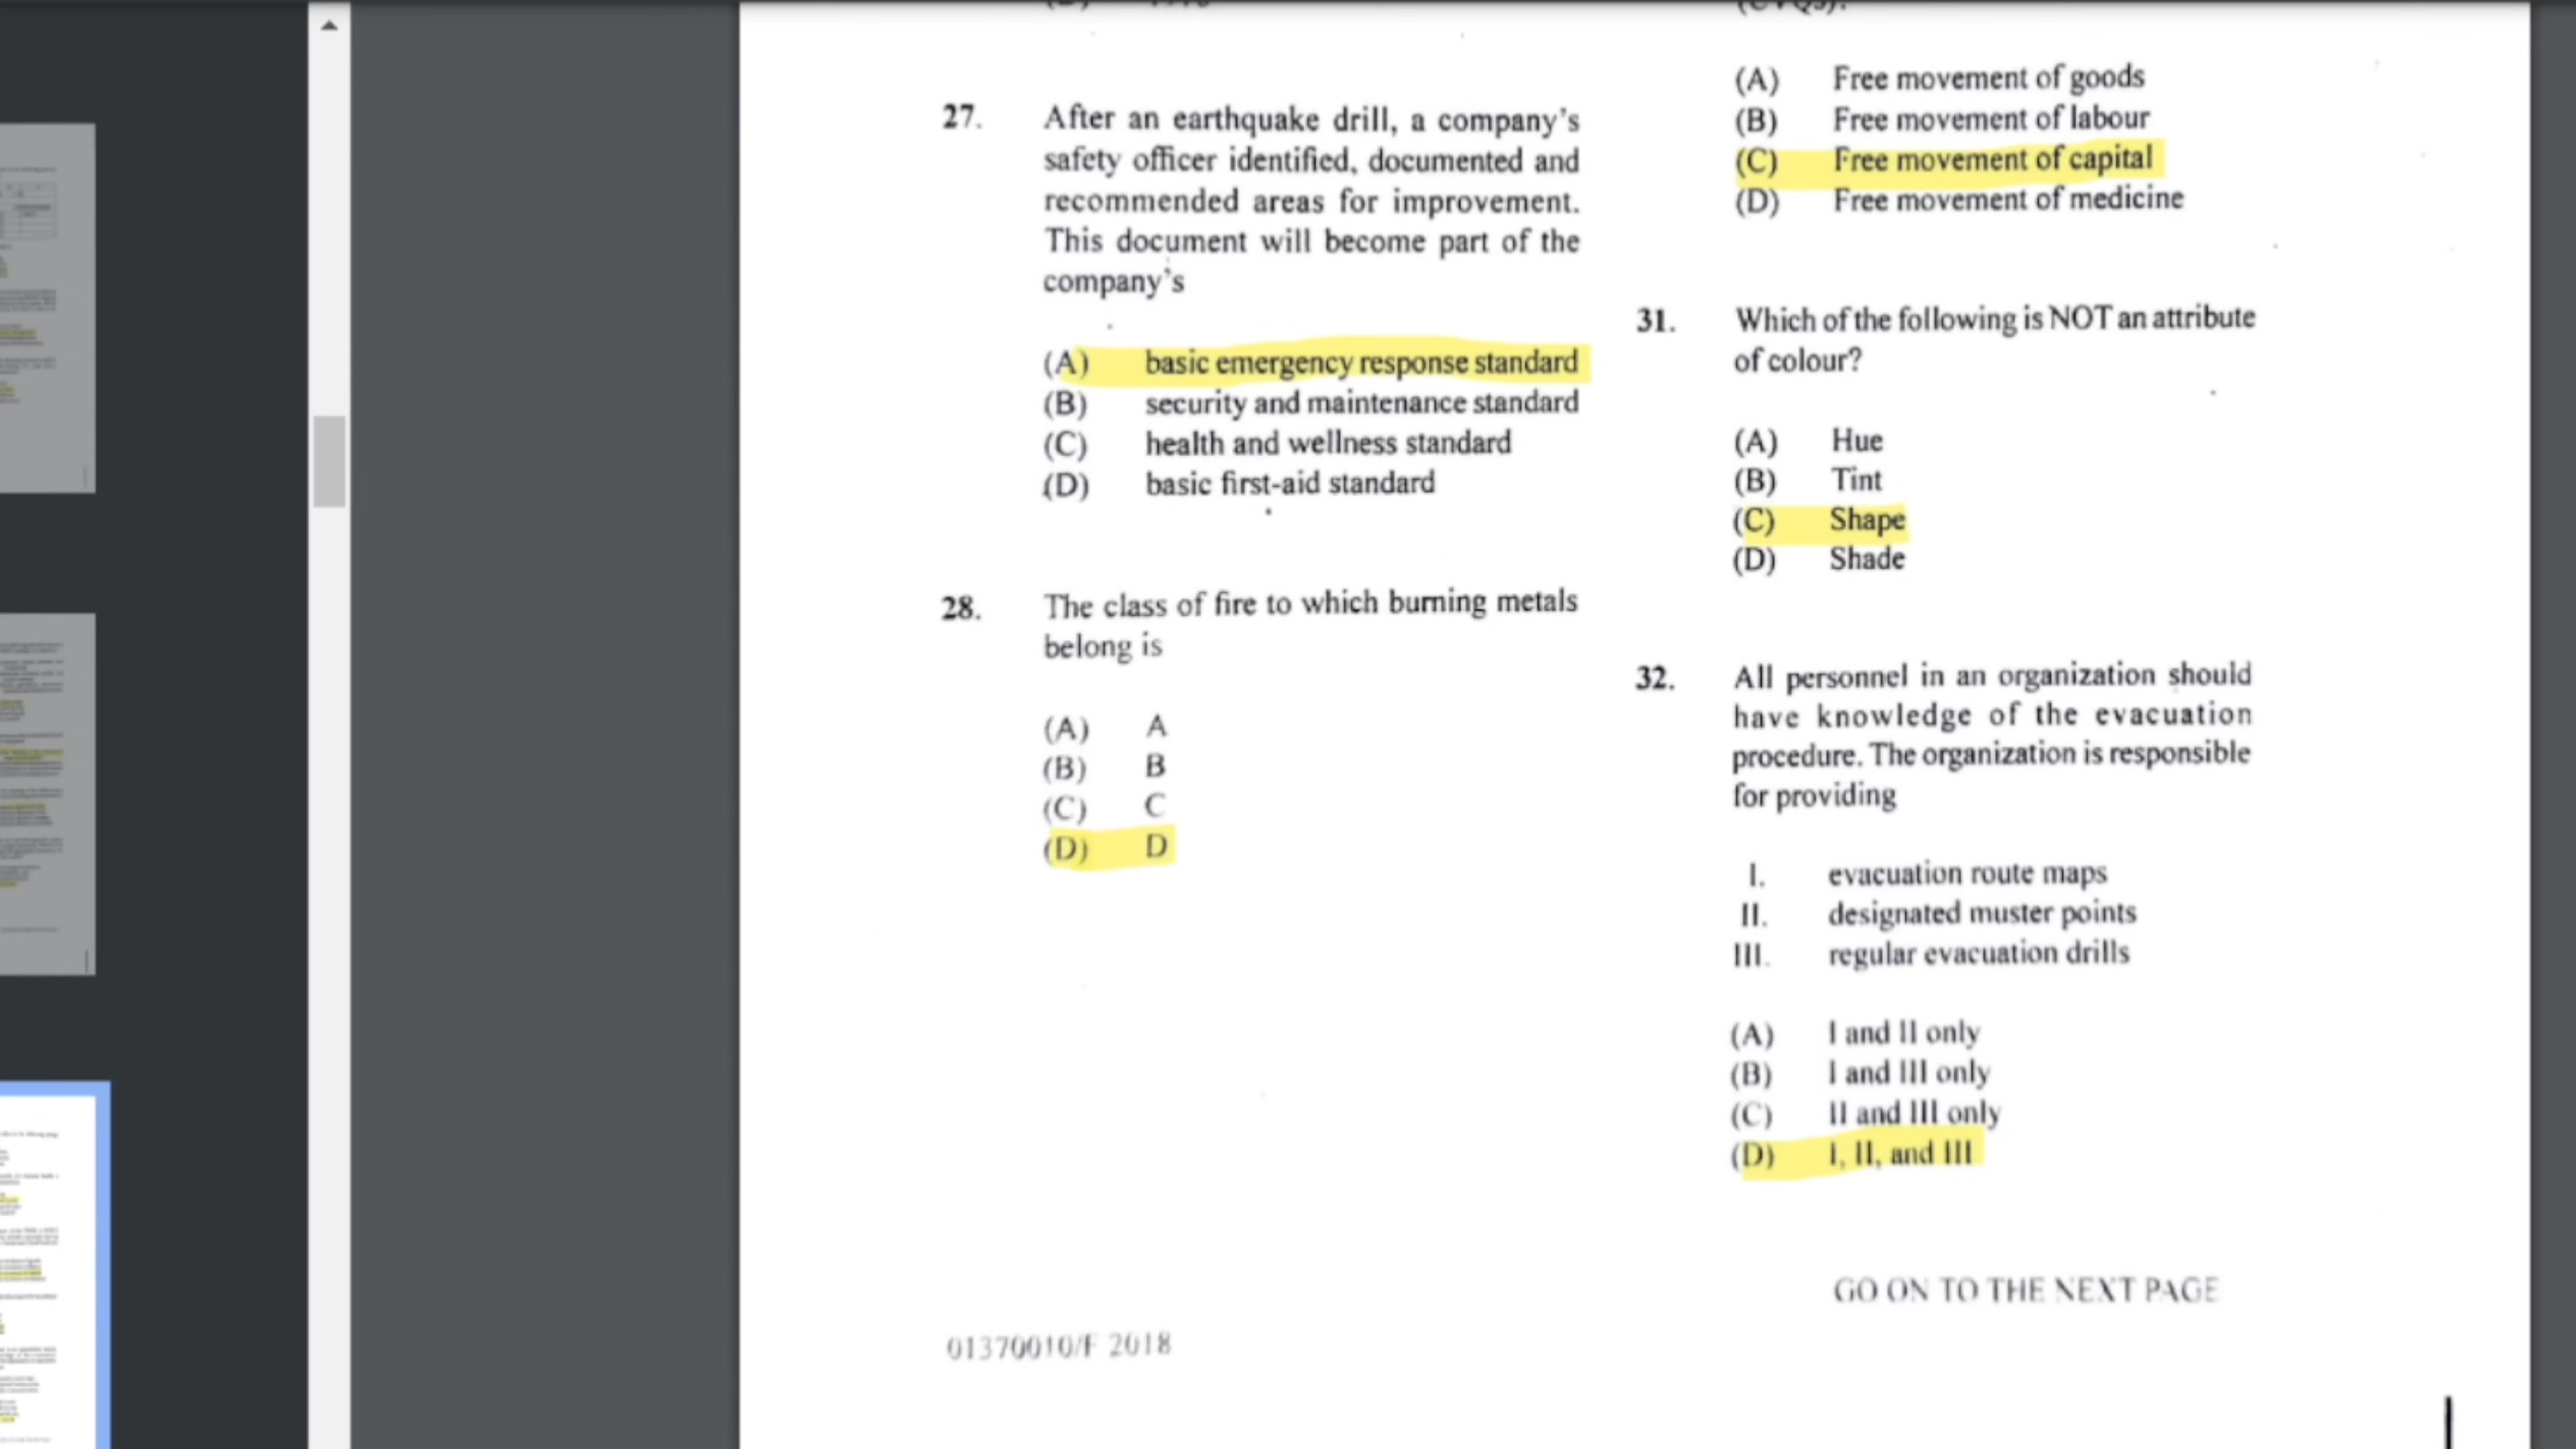 27. After an earthquake drill, a company's
safety officer identified, documented and
recommended areas for improvement.
This document will become part of the
company's
(A) basic emergency response standard
(B) security and maintenance standard
(C) health and wellness standard
(D) basic first-aid standard
28. The class of fire to which burning metals
belong is
(A) A
(B) B
(C) C
(D) D
01370010/F 2018
(A) Free movement of goods
(B) Free movement of labour
(C) Free movement of capital
(D) Free movement of medicine
31. Which of the following is NOT an attribute
of colour?
(A) Hue
(B) Tint
(C) Shape
(D) Shade
32. All personnel in an organization should
have knowledge of the evacuation
procedure. The organization is responsible
for providing
I. evacuation route maps
II. designated muster points
III. regular evacuation drills
(A) I and II only
(B) I and III only
(C) II and III only
(D) I, II, and III
GO ON TO THE NEXT PAGE